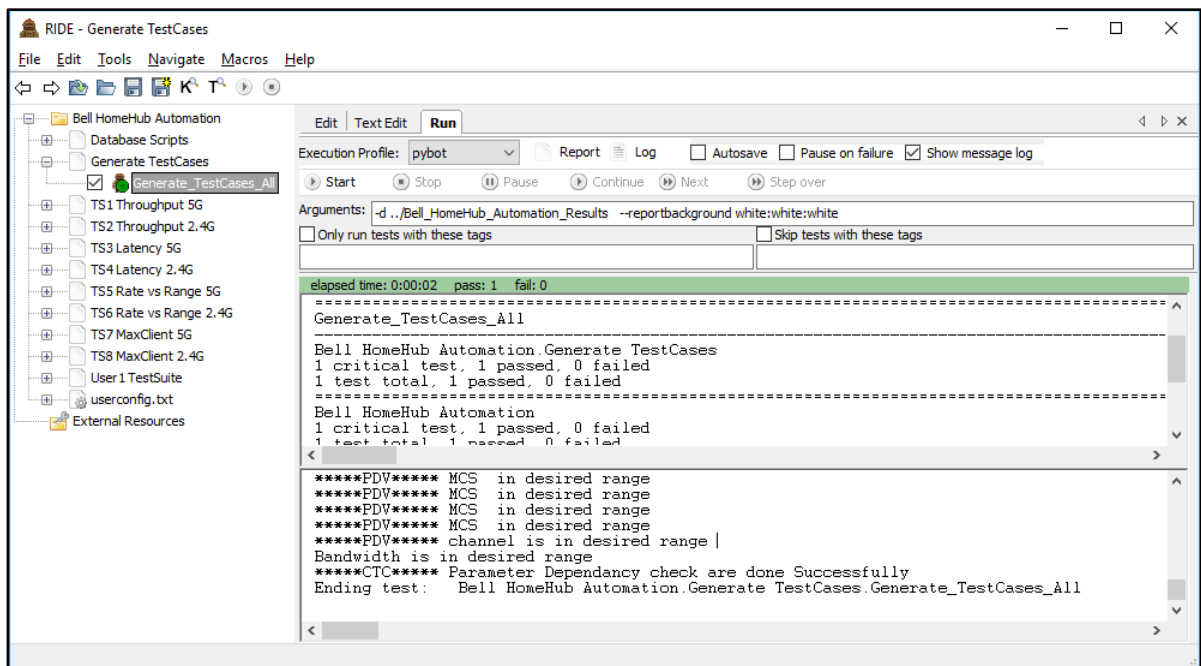 RIDE - Generate TestCases
File Edit Tools Navigate Macros Help
Bell HomeHub Automation
Database Scripts
Generate TestCases
Generate_TestCases_All
TS1 Throughput 5G
TS2 Throughput 2.4G
TS3 Latency 5G
TS4 Latency 2.4G
TS5 Rate vs Range 5G
TS6 Rate vs Range 2.4G
TS7 MaxClient 5G
TS8 MaxClient 2.4G
User1 TestSuite
userconfig.txt
External Resources
Edit Text Edit Run
Execution Profile: pybot Report Log Autosave Pause on failure Show message log
Start Stop Pause Continue Next Step over
Arguments: -d ../Bell_HomeHub_Automation_Results --reportbackground white:white:white
Only run tests with these tags Skip tests with these tags
elapsed time: 0:00:02 pass: 1 fail: 0
Generate_TestCases_All
Bell HomeHub Automation.Generate TestCases
1 critical test, 1 passed, 0 failed
1 test total, 1 passed, 0 failed
Bell HomeHub Automation
1 critical test, 1 passed, 0 failed
1 test total, 1 passed, 0 failed
*****PDV***** MCS in desired range
*****PDV***** MCS in desired range
*****PDV***** MCS in desired range
*****PDV***** MCS in desired range
*****PDV***** channel is in desired range
Bandwidth is in desired range
*****CTC***** Parameter Dependancy check are done Successfully
Ending test: Bell HomeHub Automation.Generate TestCases.Generate_TestCases_All